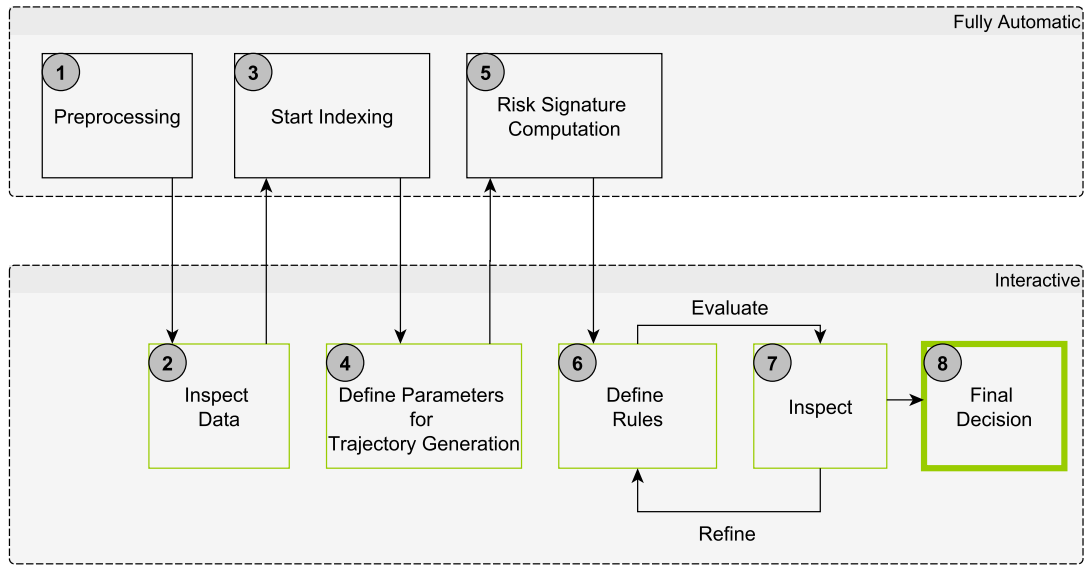 Fully Automatic
1
Preprocessing
3
Start Indexing
5
Risk Signature
Computation
Interactive
2
Inspect
Data
4
Define Parameters
for
Trajectory Generation
6
Define
Rules
Evaluate
7
Inspect
8
Final
Decision
Refine